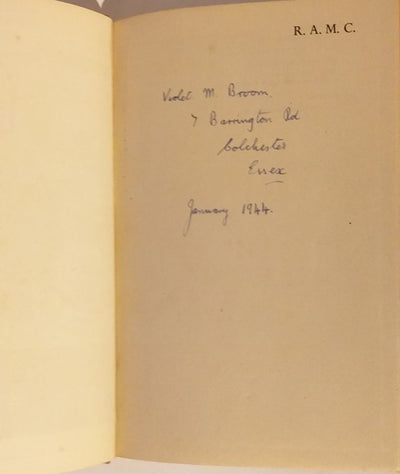 R. A. M. C.
Violet. M. Broom.
7 Barrington Rd
Colchester
Essex
January 1944.